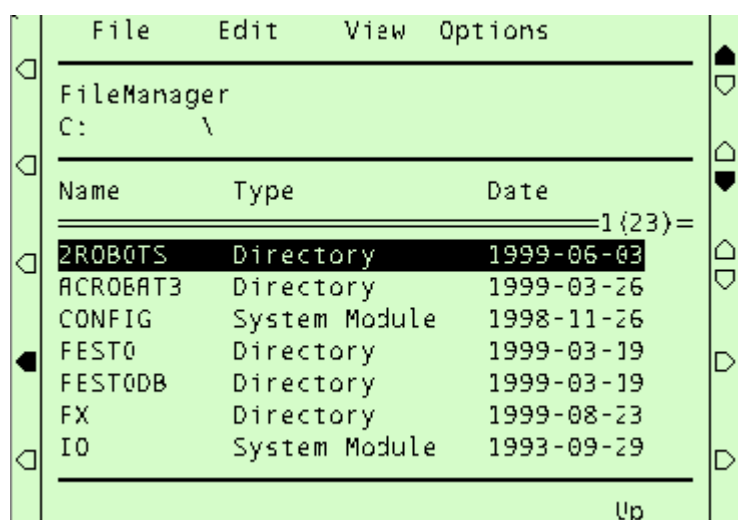 File Edit View Options
FileManager
C: \
Name Type Date
1(23)
2ROBOTS Directory 1999-06-03
ACROBAT3 Directory 1999-03-26
CONFIG System Module 1998-11-26
FESTO Directory 1999-03-19
FESTODB Directory 1999-03-19
FX Directory 1999-08-23
IO System Module 1993-09-29
Up